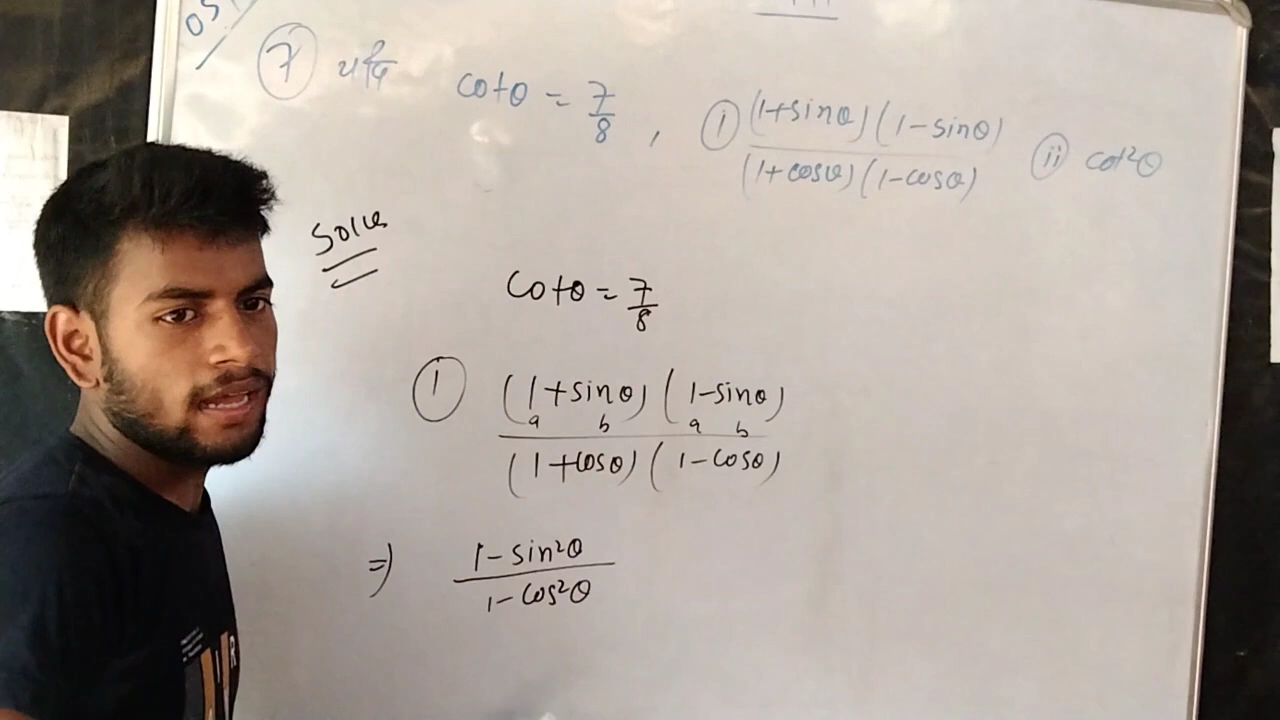 ⑦ यदि cotθ = 7/8 , ⓘ (1+sinθ)(1-sinθ)/(1+cosθ)(1-cosθ) ⓘⓘ cot²θ
Solve
cotθ = 7/8
① (1+sinθ)(1-sinθ)
a b a b
(1+cosθ)(1-cosθ)
=) 1-sin²θ
1-cos²θ